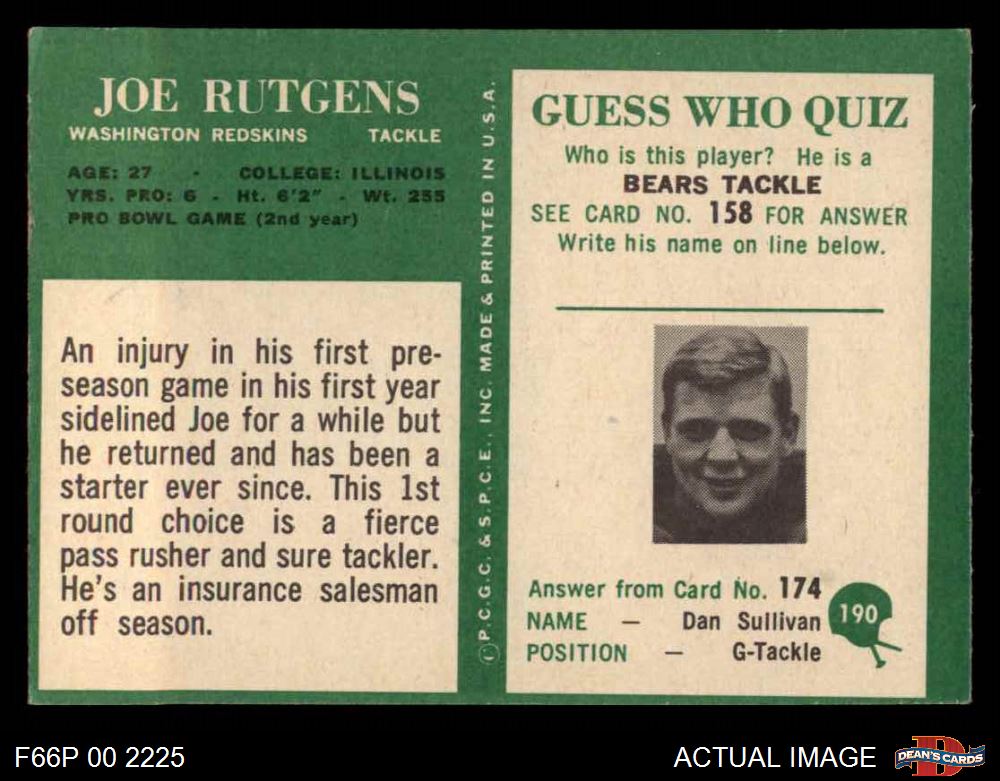 JOE RUTGENS
WASHINGTON REDSKINS TACKLE
AGE: 27 - COLLEGE: ILLINOIS
YRS. PRO: 6 - Ht. 6'2" - Wt. 255
PRO BOWL GAME (2nd year)
An injury in his first pre-
season game in his first year
sidelined Joe for a while but
he returned and has been a
starter ever since. This 1st
round choice is a fierce
pass rusher and sure tackler.
He's an insurance salesman
off season.
Ⓒ P.C.G.C. & S.P.C.E., INC. MADE & PRINTED IN U.S.A.
GUESS WHO QUIZ
Who is this player? He is a
BEARS TACKLE
SEE CARD NO. 158 FOR ANSWER
Write his name on line below.
Answer from Card No. 174
NAME — Dan Sullivan
POSITION — G-Tackle
190
F66P 00 2225
ACTUAL IMAGE
D
DEAN'S CARDS